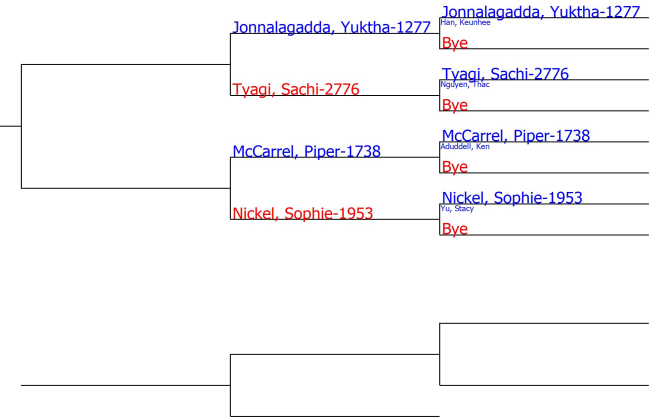 Jonnalagadda, Yuktha-1277
Han, Keunhee
Bye
Jonnalagadda, Yuktha-1277
Tyagi, Sachi-2776
Nguyen, Thac
Bye
Tyagi, Sachi-2776
McCarrel, Piper-1738
Aduddell, Ken
Bye
McCarrel, Piper-1738
Nickel, Sophie-1953
Yu, Stacy
Bye
Nickel, Sophie-1953